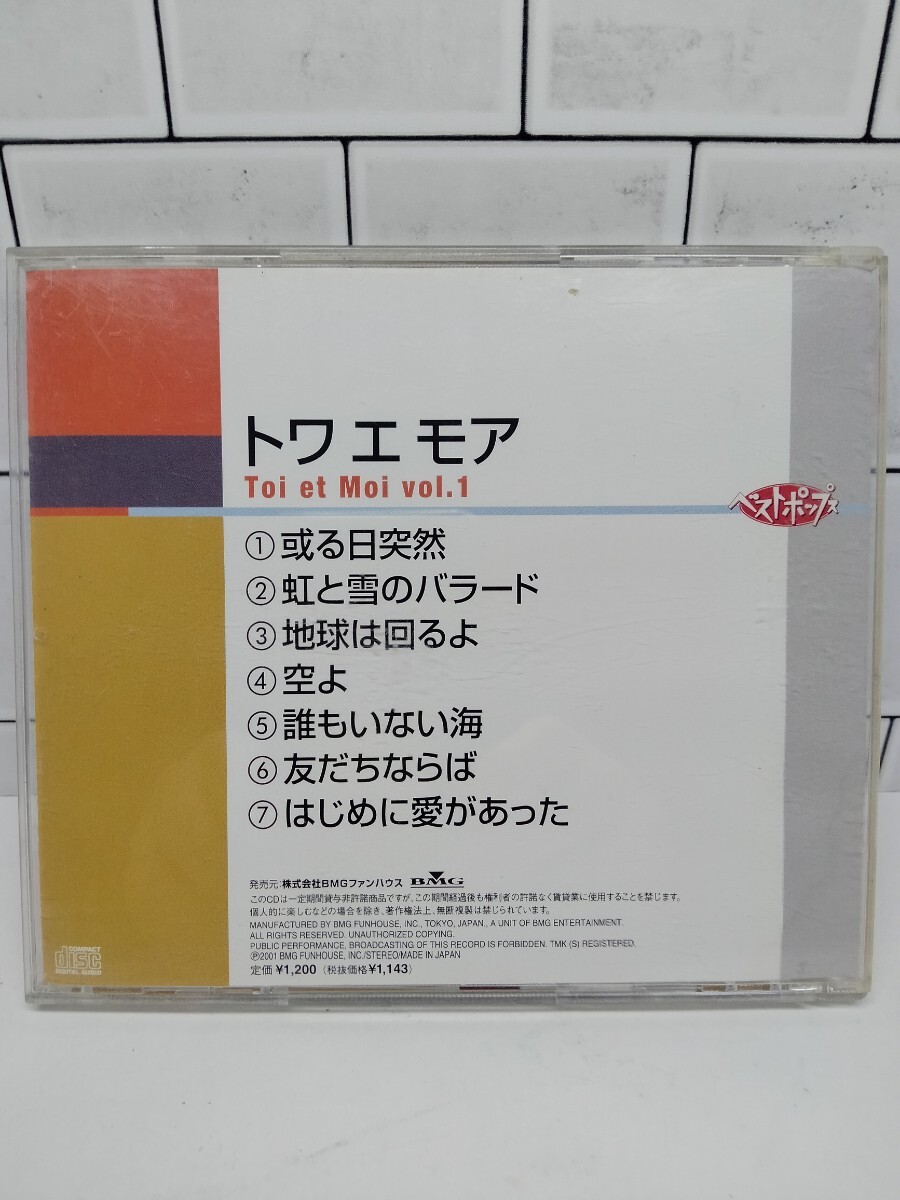 トワ エ モア
Toi et Moi vol.1
ベストポップス
①或る日突然
②虹と雪のバラード
③地球は回るよ
④空よ
⑤誰もいない海
⑥友だちならば
⑦はじめに愛があった
発売元:株式会社BMGファンハウス BMG
このCDは一定期間貸与非許諾商品ですが、この期間経過後も権利者の許諾なく賃貸業に使用することを禁じます。
個人的に楽しむなどの場合を除き、著作権法上、無断複製は禁じられています。
MANUFACTURED BY BMG FUNHOUSE, INC., TOKYO, JAPAN., A UNIT OF BMG ENTERTAINMENT.
ALL RIGHTS RESERVED. UNAUTHORIZED COPYING.
PUBLIC PERFORMANCE, BROADCASTING OF THIS RECORD IS FORBIDDEN. TMK (S) REGISTERED.
Ⓟ2001 BMG FUNHOUSE, INC./STEREO/MADE IN JAPAN
定価¥1,200(税抜価格¥1,143)
COMPACT
disc
DIGITAL AUDIO